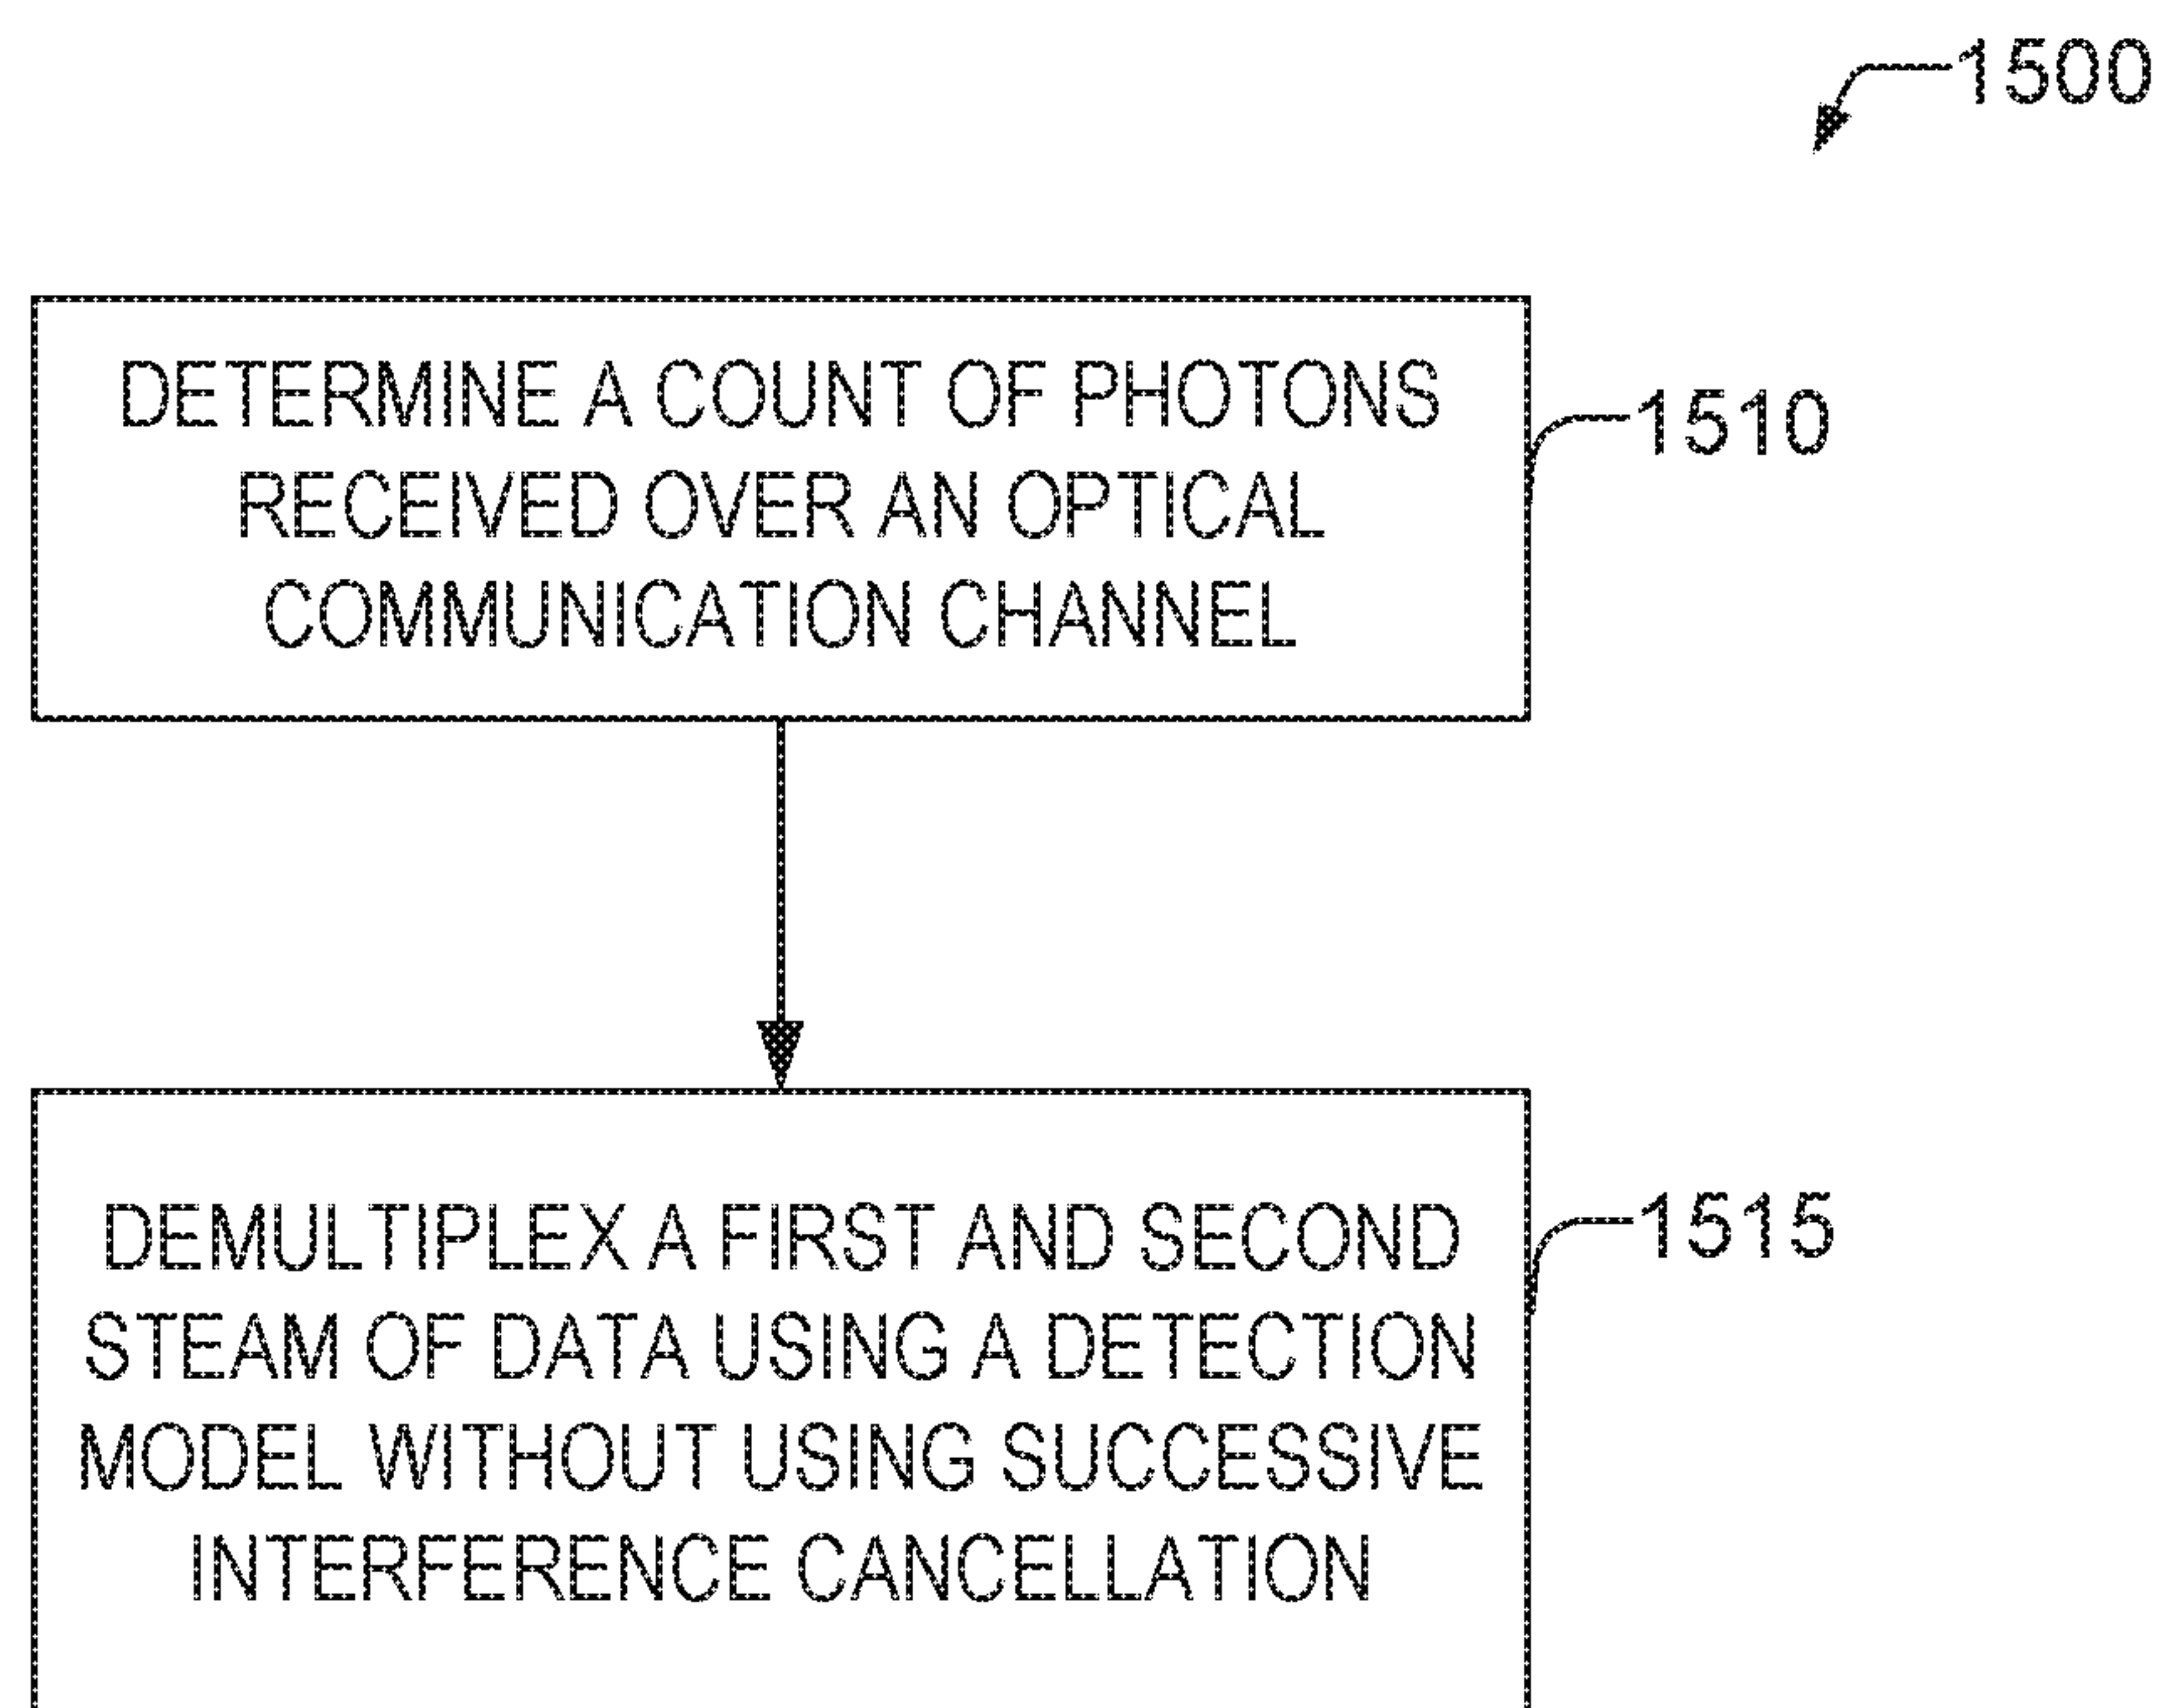 1500
DETERMINE A COUNT OF PHOTONS
RECEIVED OVER AN OPTICAL
COMMUNICATION CHANNEL
1510
DEMULTIPLEX A FIRST AND SECOND
STEAM OF DATA USING A DETECTION
MODEL WITHOUT USING SUCCESSIVE
INTERFERENCE CANCELLATION
1515